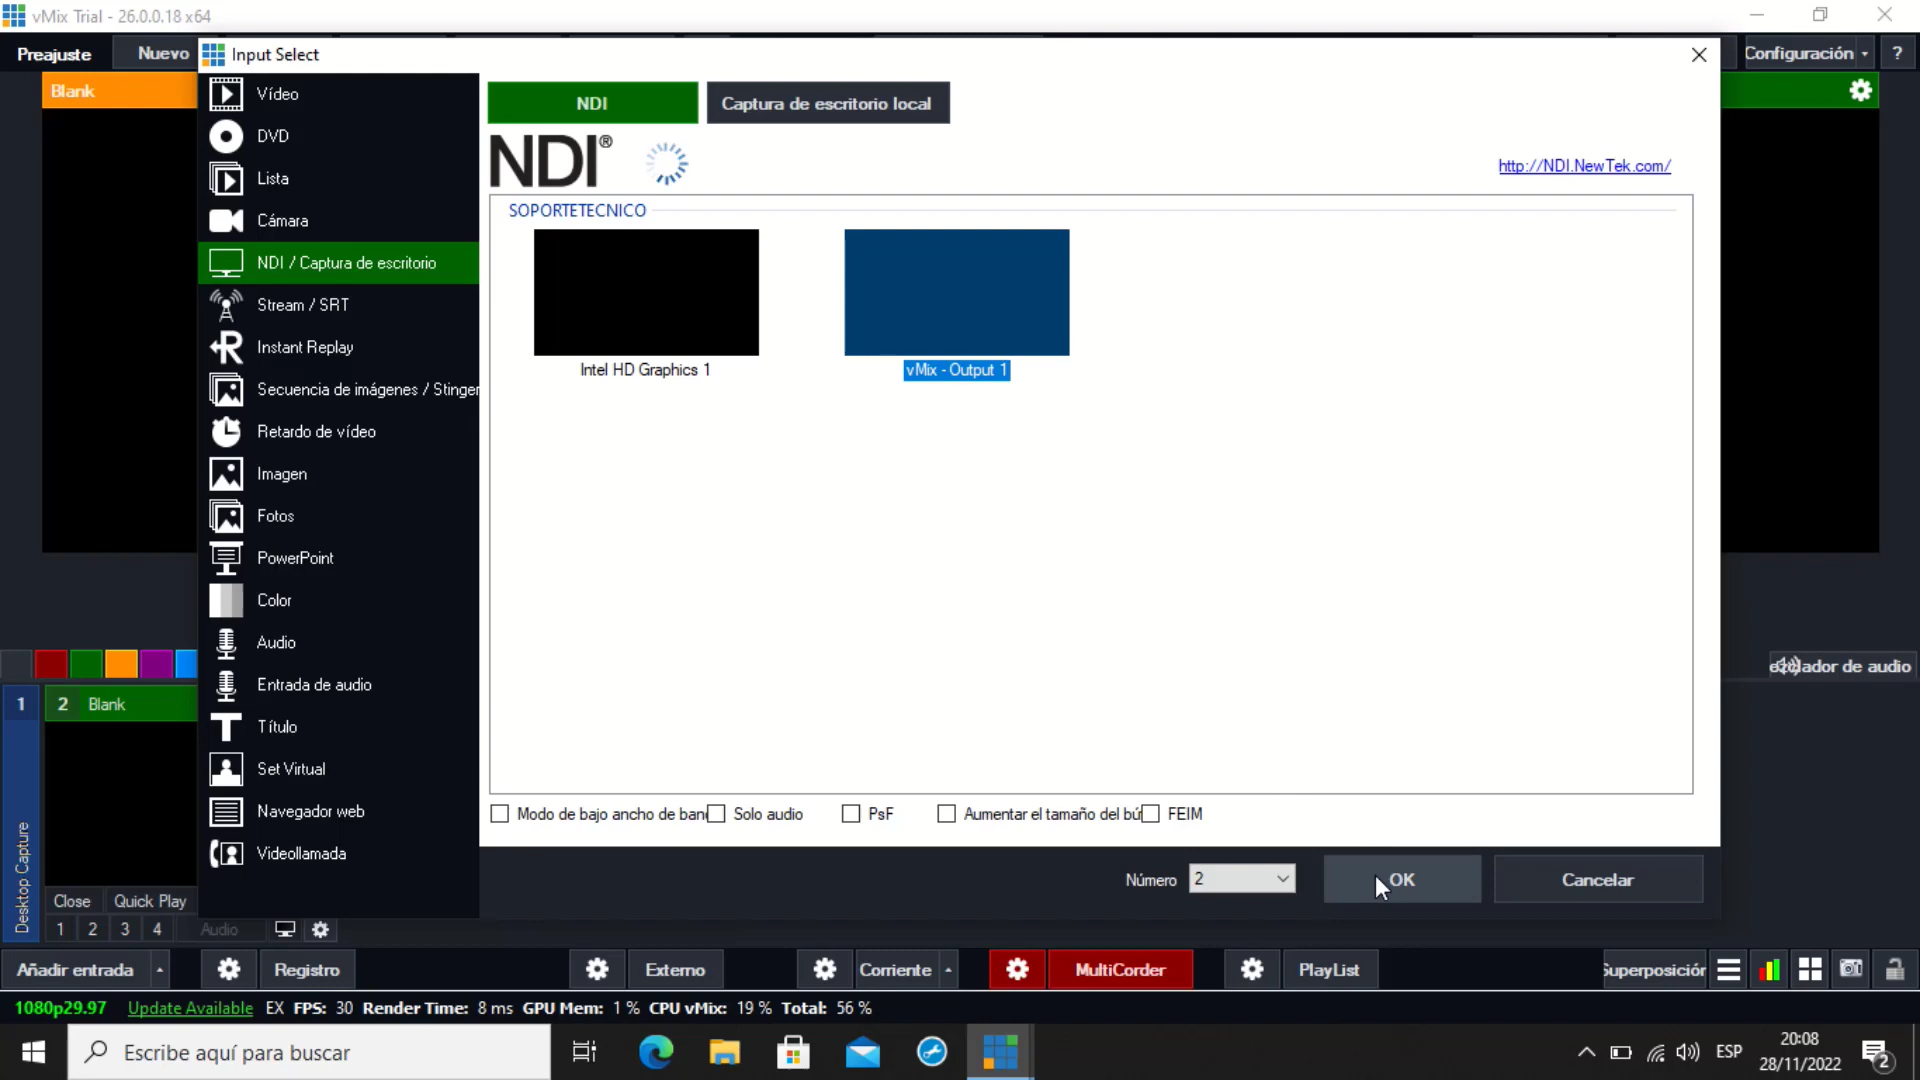 vMix Trial - 26.0.0.18 x64
Preajuste
Nuevo
Input Select
Configuración
?
Blank
Vídeo
DVD
Lista
Cámara
NDI / Captura de escritorio
Stream / SRT
Instant Replay
Secuencia de imágenes / Stinger
Retardo de vídeo
Imagen
Fotos
PowerPoint
Color
Audio
Entrada de audio
Título
Set Virtual
Navegador web
Videollamada
NDI
Captura de escritorio local
NDI®
http://NDI.NewTek.com/
SOPORTETECNICO
Intel HD Graphics 1
vMix - Output 1
Modo de bajo ancho de ban
Solo audio
PsF
Aumentar el tamaño del bú
FEIM
Número
2
OK
Cancelar
dor de audio
1
2 Blank
Desktop Capture
Close
Quick Play
1 2 3 4
Audio
Añadir entrada
Registro
Externo
Corriente
MultiCorder
PlayList
Superposición
1080p29.97 Update Available EX FPS: 30 Render Time: 8 ms GPU Mem: 1 % CPU vMix: 19 % Total: 56 %
Escribe aquí para buscar
ESP
20:08
28/11/2022
2